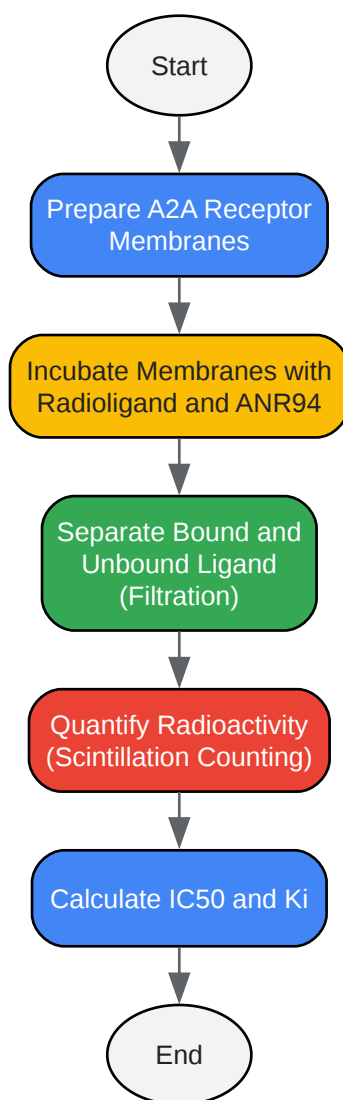 Start
Prepare A2A Receptor
Membranes
Incubate Membranes with
Radioligand and ANR94
Separate Bound and
Unbound Ligand
(Filtration)
Quantify Radioactivity
(Scintillation Counting)
Calculate IC50 and Ki
End